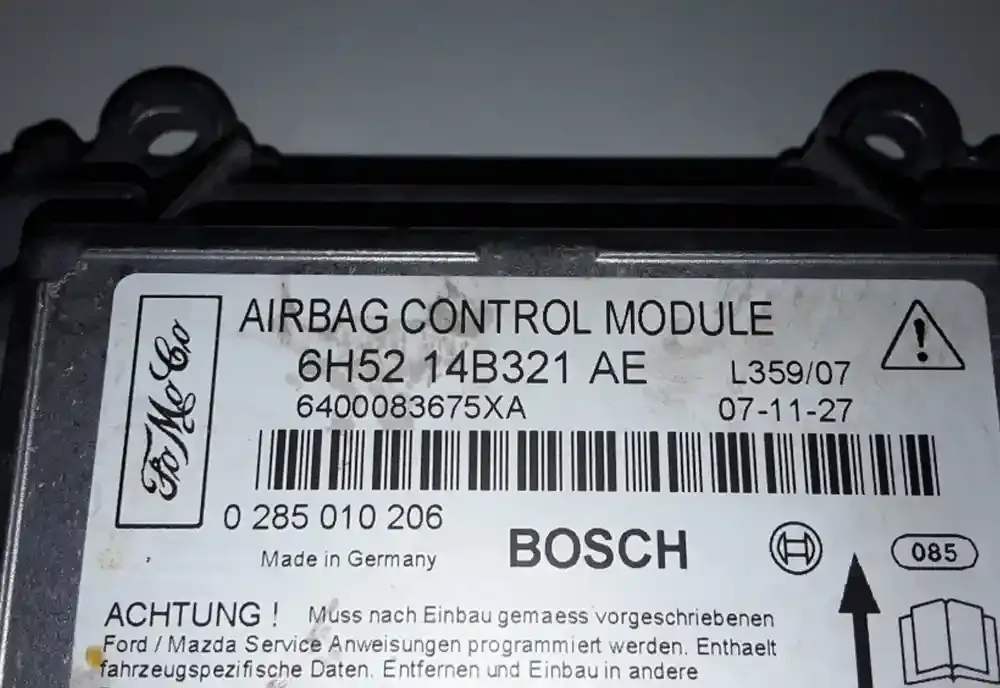 FoMoCo
AIRBAG CONTROL MODULE
6H52 14B321 AE L359/07
6400083675XA 07-11-27
0 285 010 206
Made in Germany BOSCH 085
ACHTUNG ! Muss nach Einbau gemaess vorgeschriebenen
Ford / Mazda Service Anweisungen programmiert werden. Enthaelt
fahrzeugspezifische Daten. Entfernen und Einbau in andere